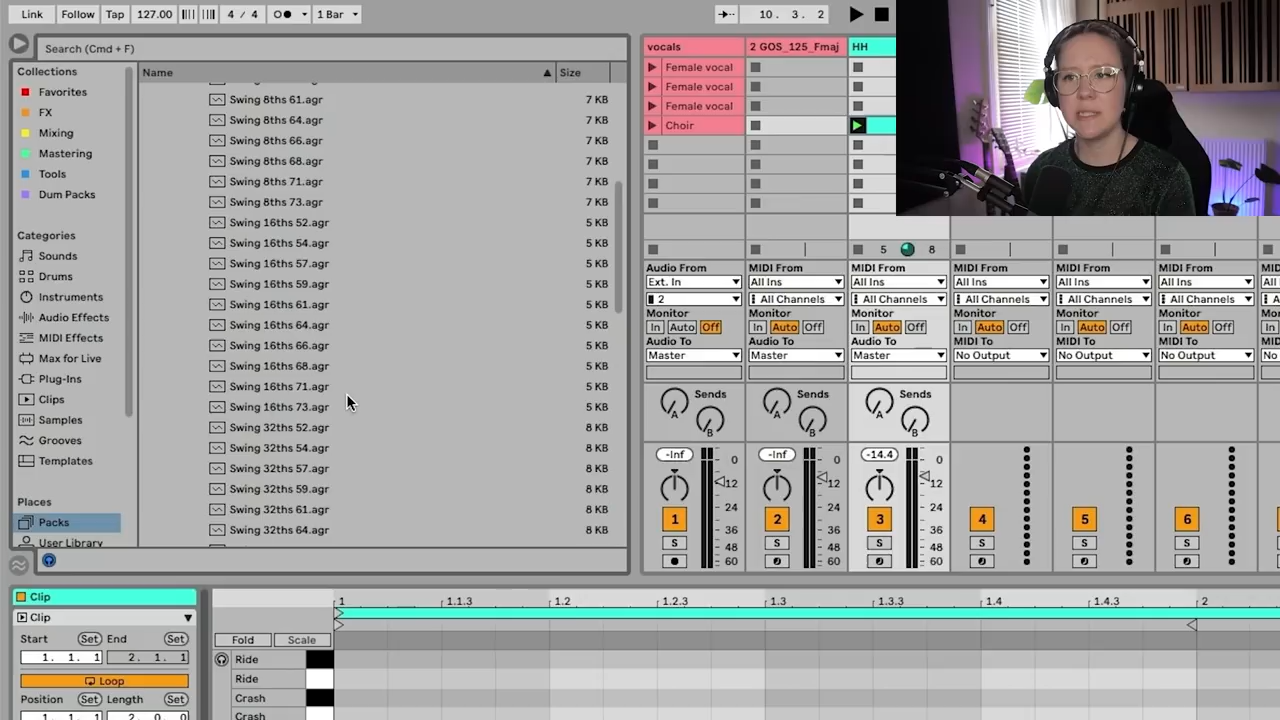 Link Follow Tap 127.00 4 / 4 1 Bar 10. 3. 2
Search (Cmd + F)
Collections
Favorites
FX
Mixing
Mastering
Tools
Dum Packs
Categories
Sounds
Drums
Instruments
Audio Effects
MIDI Effects
Max for Live
Plug-Ins
Clips
Samples
Grooves
Templates
Places
Packs
User Library
Name Size
Swing 8ths 61.agr 7 KB
Swing 8ths 64.agr 7 KB
Swing 8ths 66.agr 7 KB
Swing 8ths 68.agr 7 KB
Swing 8ths 71.agr 7 KB
Swing 8ths 73.agr 7 KB
Swing 16ths 52.agr 5 KB
Swing 16ths 54.agr 5 KB
Swing 16ths 57.agr 5 KB
Swing 16ths 59.agr 5 KB
Swing 16ths 61.agr 5 KB
Swing 16ths 64.agr 5 KB
Swing 16ths 66.agr 5 KB
Swing 16ths 68.agr 5 KB
Swing 16ths 71.agr 5 KB
Swing 16ths 73.agr 5 KB
Swing 32ths 52.agr 8 KB
Swing 32ths 54.agr 8 KB
Swing 32ths 57.agr 8 KB
Swing 32ths 59.agr 8 KB
Swing 32ths 61.agr 8 KB
Swing 32ths 64.agr 8 KB
vocals 2 GOS_125_Fmaj HH
Female vocal
Female vocal
Female vocal
Choir
5 8
Audio From MIDI From MIDI From MIDI From MIDI From MIDI From
Ext. In All Ins All Ins All Ins All Ins All Ins
2 All Channels All Channels All Channels All Channels All Channels
Monitor Monitor Monitor Monitor Monitor Monitor
In Auto Off In Auto Off In Auto Off In Auto Off In Auto Off In Auto Off
Audio To Audio To Audio To MIDI To MIDI To MIDI To
Master Master Master No Output No Output No Output
Sends Sends Sends
A B A B A B
-Inf -Inf -14.4
0 12 24 36 48 60 0 12 24 36 48 60 0 12 24 36 48 60
1 2 3 4 5 6
S S S S S S
Clip
Clip
Start Set End Set
1. 1. 1 2. 1. 1
Loop
Position Set Length Set
1. 1. 1 2. 0. 0
1 1.1.3 1.2 1.2.3 1.3 1.3.3 1.4 1.4.3 2
Fold Scale
Ride
Ride
Crash
Crash